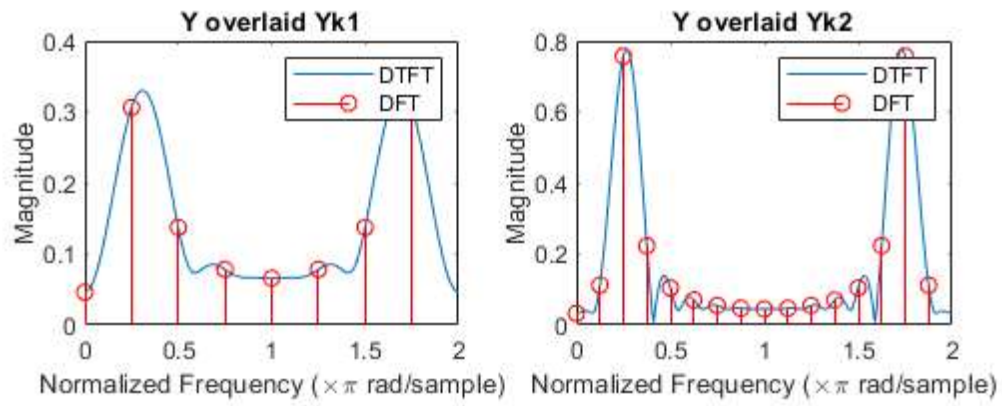 Y overlaid Yk1
0.4
0.3
0.2
0.1
0
Magnitude
DTFT
DFT
0 0.5 1 1.5 2
Normalized Frequency (×π rad/sample)
Y overlaid Yk2
0.8
0.6
0.4
0.2
0
Magnitude
DTFT
DFT
0 0.5 1 1.5 2
Normalized Frequency (×π rad/sample)